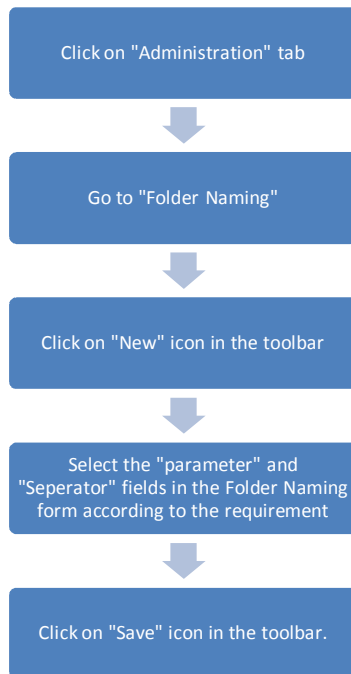 Click on "Administration" tab
Go to "Folder Naming"
Click on "New" icon in the toolbar
Select the "parameter" and
"Seperator" fields in the Folder Naming
form according to the requirement
Click on "Save" icon in the toolbar.